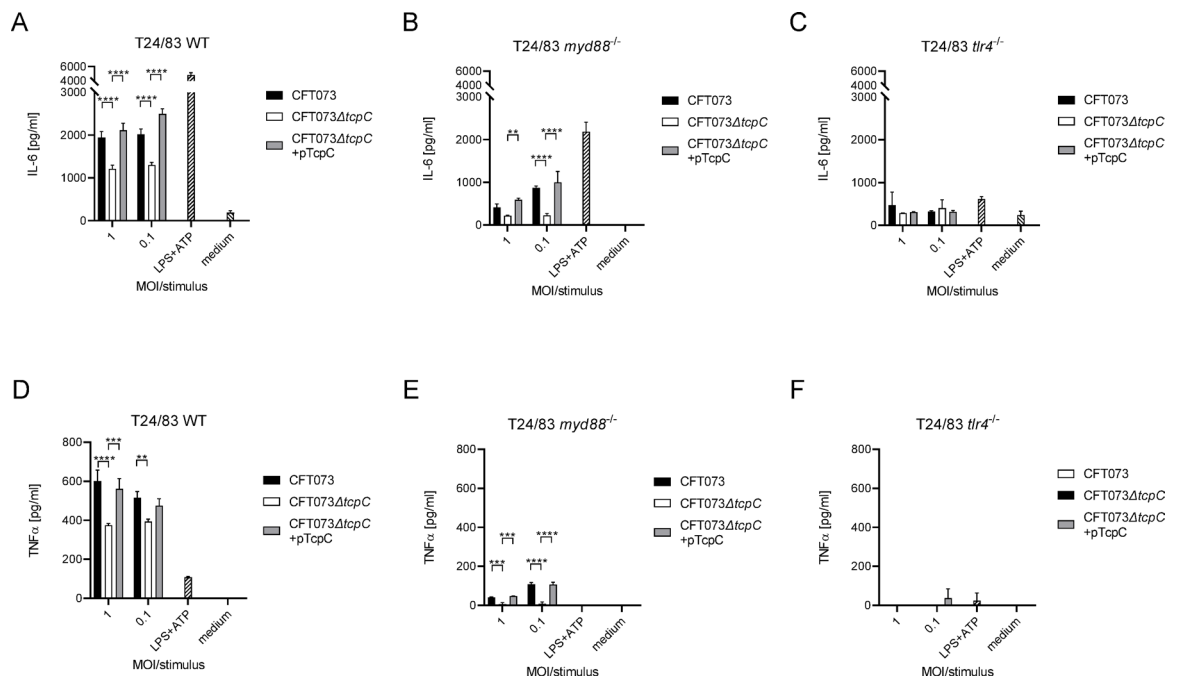 A
T24/83 WT
6000
4000
3000
2000
1000
0
IL-6 [pg/ml]
**** ****
**** ****
1
0.1
LPS+ATP
medium
MOI/stimulus
CFT073
CFT073ΔtcpC
CFT073ΔtcpC
+pTcpC
B
T24/83 myd88-/-
6000
4000
3000
2000
1000
0
IL-6 [pg/ml]
** ****
****
1
0.1
LPS+ATP
medium
MOI/stimulus
CFT073
CFT073ΔtcpC
CFT073ΔtcpC
+pTcpC
C
T24/83 tlr4-/-
6000
4000
3000
2000
1000
0
IL-6 [pg/ml]
1
0.1
LPS+ATP
medium
MOI/stimulus
CFT073
CFT073ΔtcpC
CFT073ΔtcpC
+pTcpC
D
T24/83 WT
800
600
400
200
0
TNFα [pg/ml]
***
**** **
1
0.1
LPS+ATP
medium
MOI/stimulus
CFT073
CFT073ΔtcpC
CFT073ΔtcpC
+pTcpC
E
T24/83 myd88-/-
800
600
400
200
0
TNFα [pg/ml]
*** ****
*** ****
1
0.1
LPS+ATP
medium
MOI/stimulus
CFT073
CFT073ΔtcpC
CFT073ΔtcpC
+pTcpC
F
T24/83 tlr4-/-
800
600
400
200
0
TNFα [pg/ml]
1
0.1
LPS+ATP
medium
MOI/stimulus
CFT073
CFT073ΔtcpC
CFT073ΔtcpC
+pTcpC